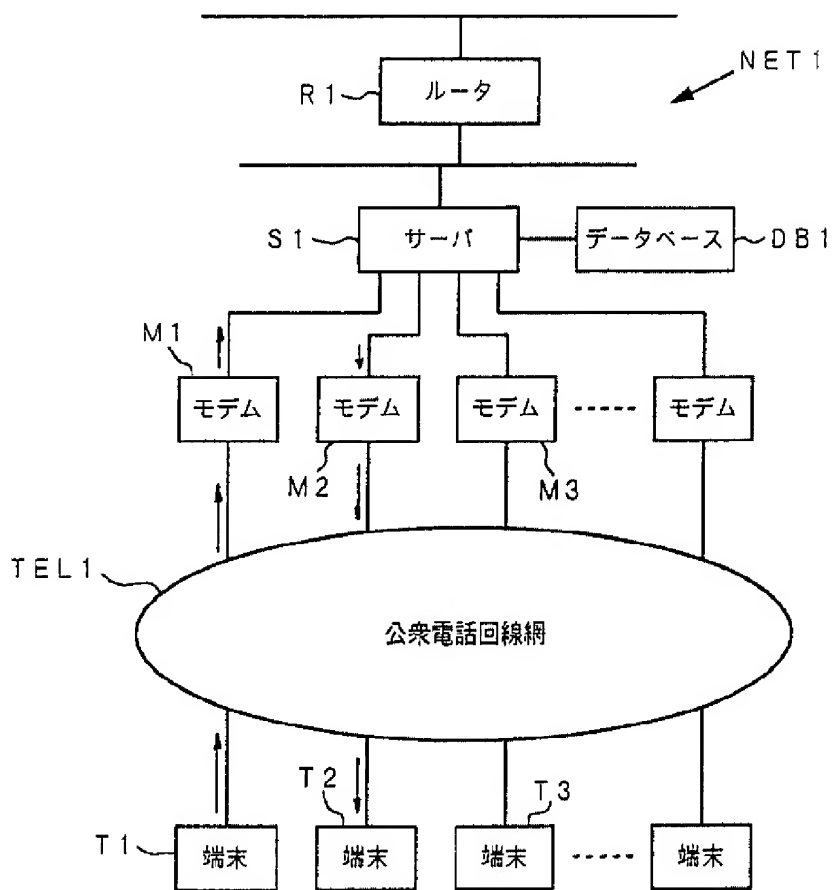 NET1
R1
ルータ
S1
サーバ
データベース
DB1
M1
モデム
モデム
モデム
モデム
M2
M3
TEL1
公衆電話回線網
T2
T3
T1
端末
端末
端末
端末